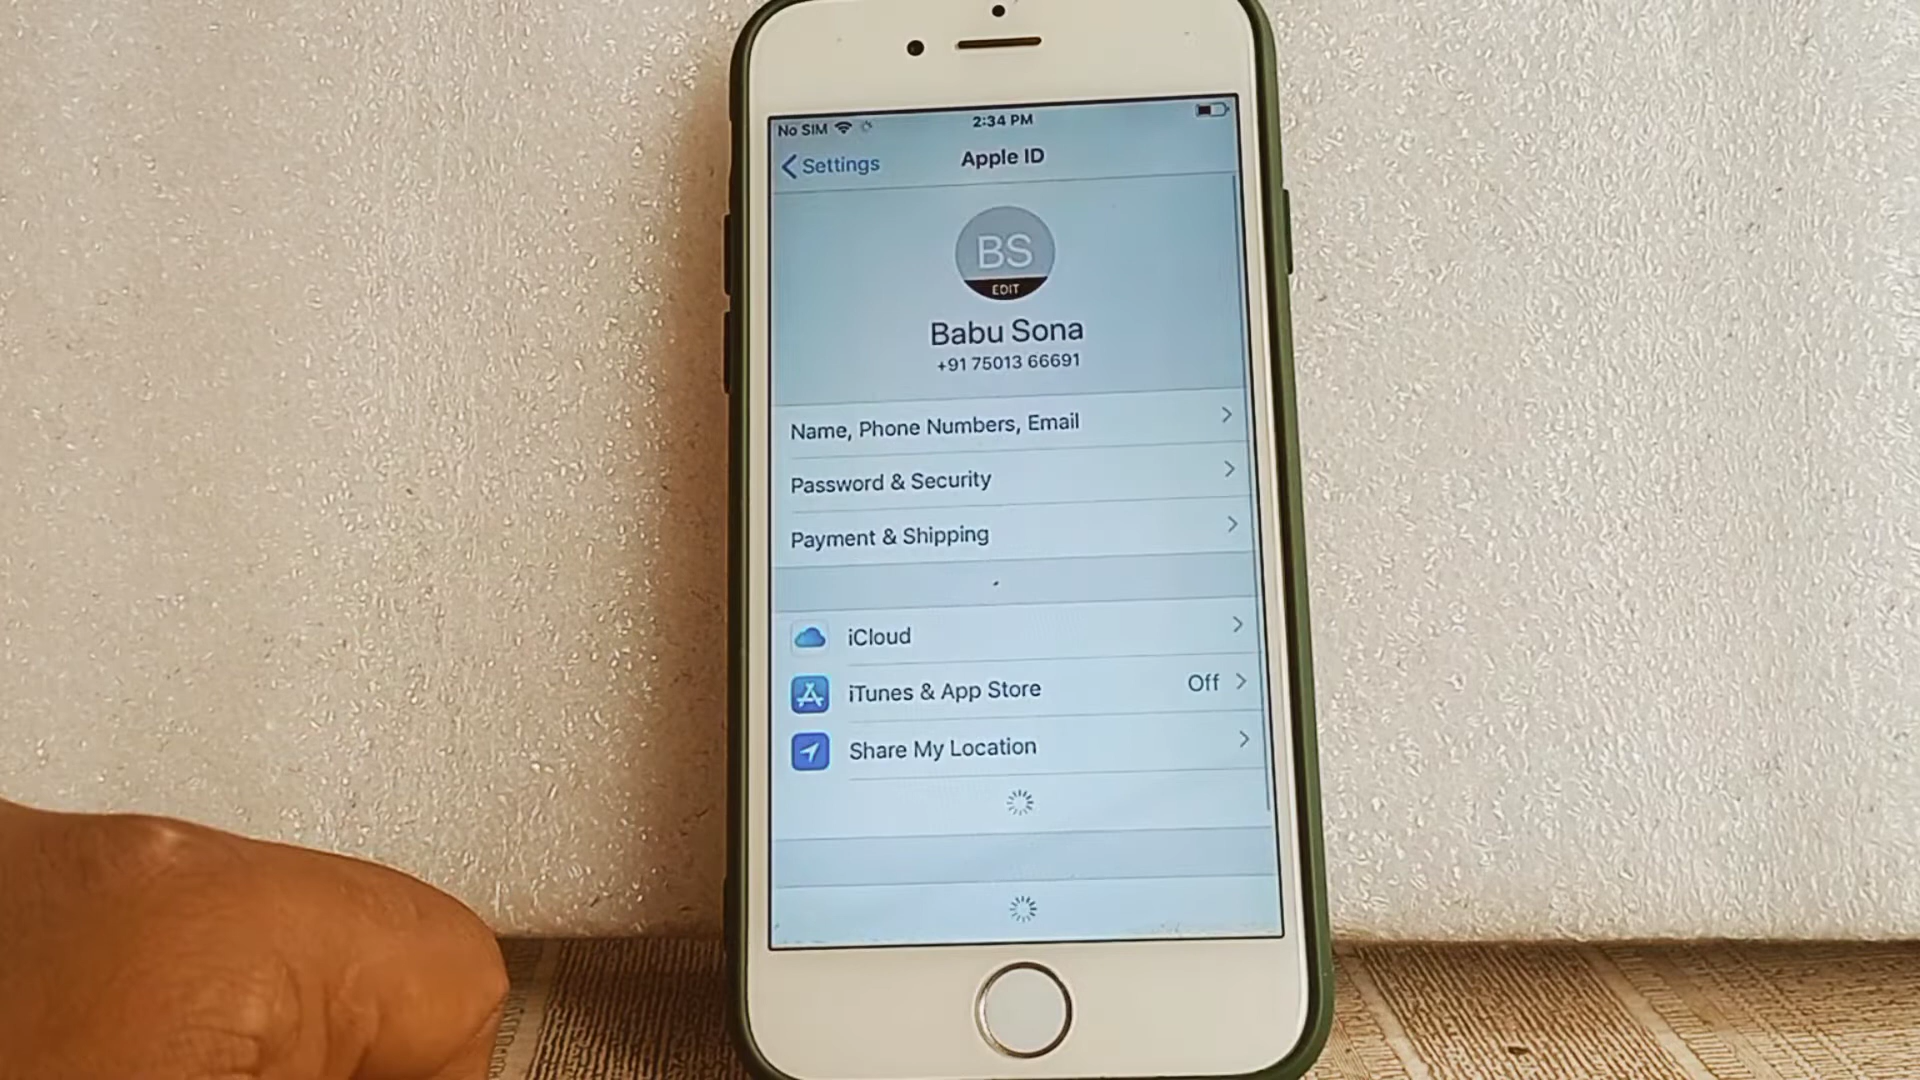 No SIM 2:34 PM
Settings Apple ID
BS
EDIT
Babu Sona
+91 75013 66691
Name, Phone Numbers, Email
Password & Security
Payment & Shipping
iCloud
iTunes & App Store Off
Share My Location